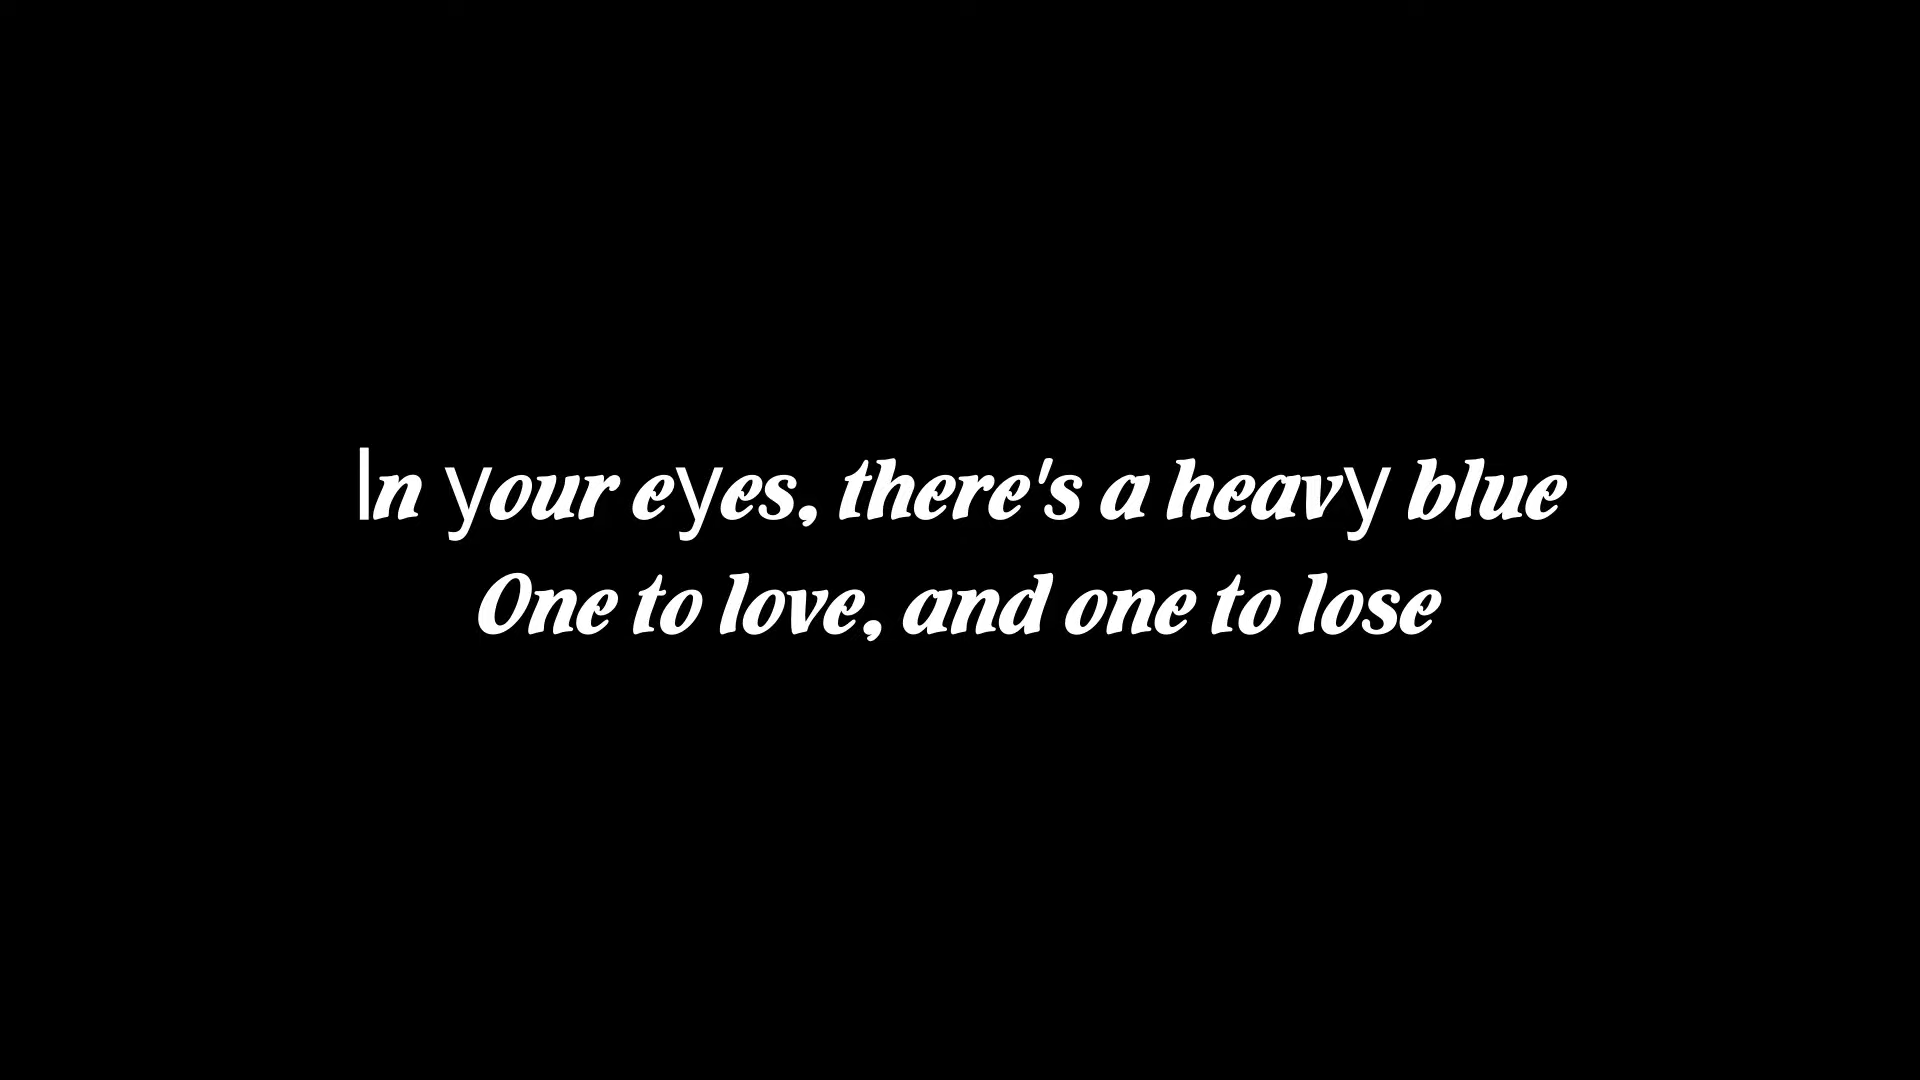 In your eyes, there's a heavy blue
One to love, and one to lose